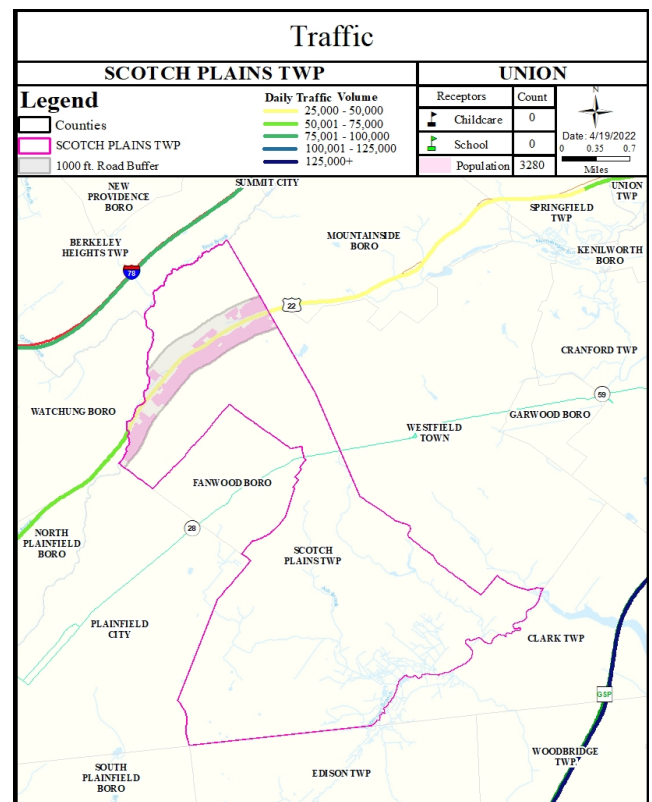 Traffic
SCOTCH PLAINS TWP
UNION
Legend
Counties
SCOTCH PLAINS TWP
1000 ft. Road Buffer
Daily Traffic Volume
25,000 - 50,000
50,001 - 75,000
75,001 - 100,000
100,001 - 125,000
125,000+
Receptors Count
Childcare 0
School 0
Population 3280
N
Date: 4/19/2022
0 0.35 0.7
Miles
NEW
PROVIDENCE
BORO
SUMMIT CITY
UNION
TWP
SPRINGFIELD
TWP
MOUNTAINSIDE
BORO
BERKELEY
HEIGHTS TWP
KENILWORTH
BORO
78
22
CRANFORD TWP
59
WATCHUNG BORO
GARWOOD BORO
WESTFIELD
TOWN
FANWOOD BORO
28
NORTH
PLAINFIELD
BORO
SCOTCH
PLAINS TWP
PLAINFIELD
CITY
CLARK TWP
GSP
WOODBRIDGE
TWP
SOUTH
PLAINFIELD
BORO
EDISON TWP